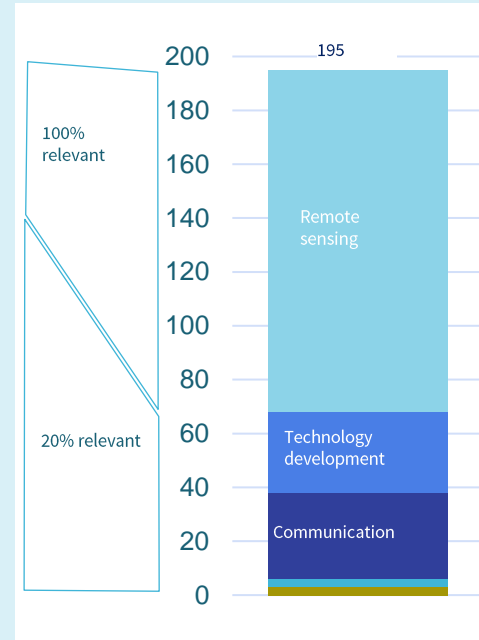 195
200
180
100%
relevant
160
140
Remote
sensing
120
100
80
60
Technology
development
20% relevant
40
Communication
20
0